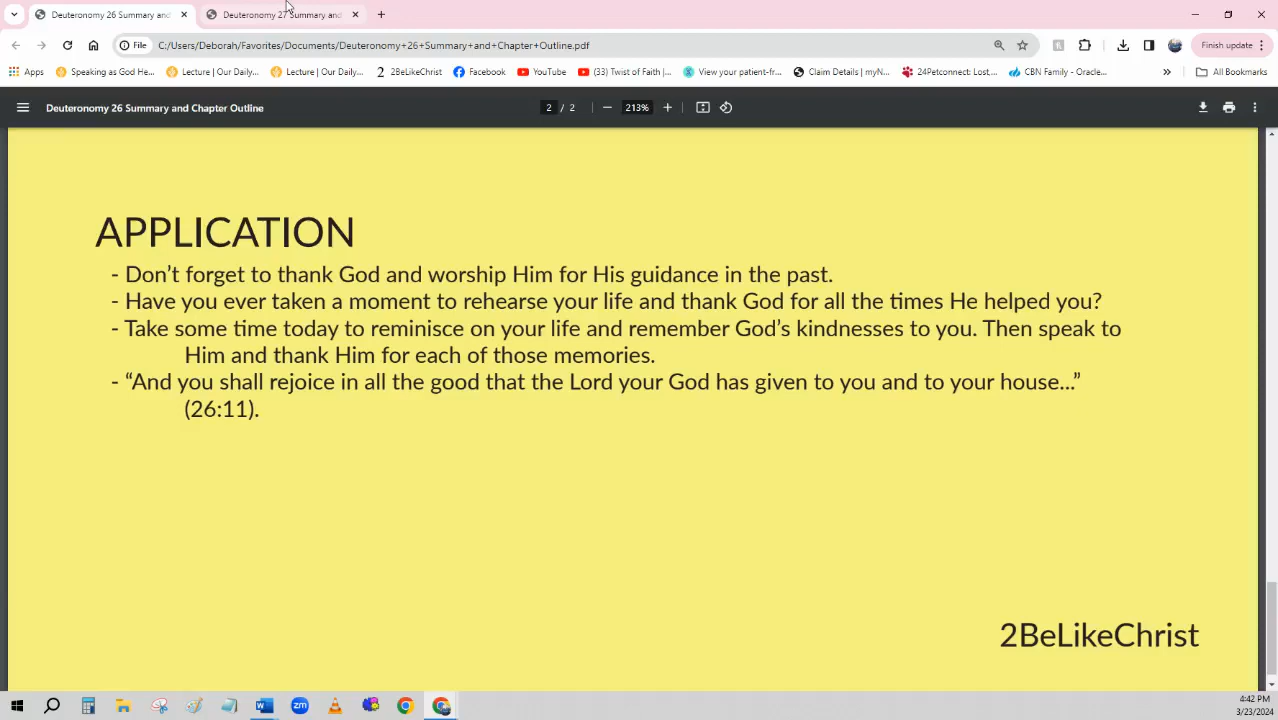 Deuteronomy 26 Summary and
Deuteronomy 27 Summary and
File
C:/Users/Deborah/Favorites/Documents/Deuteronomy+26+Summary+and+Chapter+Outline.pdf
Finish update
Apps
Speaking as God He...
Lecture | Our Daily...
Lecture | Our Daily...
2 2BeLikeChrist
Facebook
YouTube
(33) Twist of Faith |...
View your patient-fr...
Claim Details | myN...
24Petconnect: Lost,...
CBN Family - Oracle...
»
All Bookmarks
Deuteronomy 26 Summary and Chapter Outline
2 / 2
213%
APPLICATION
- Don't forget to thank God and worship Him for His guidance in the past.
- Have you ever taken a moment to rehearse your life and thank God for all the times He helped you?
- Take some time today to reminisce on your life and remember God's kindnesses to you. Then speak to
Him and thank Him for each of those memories.
- “And you shall rejoice in all the good that the Lord your God has given to you and to your house...”
(26:11).
2BeLikeChrist
4:42 PM
3/23/2024